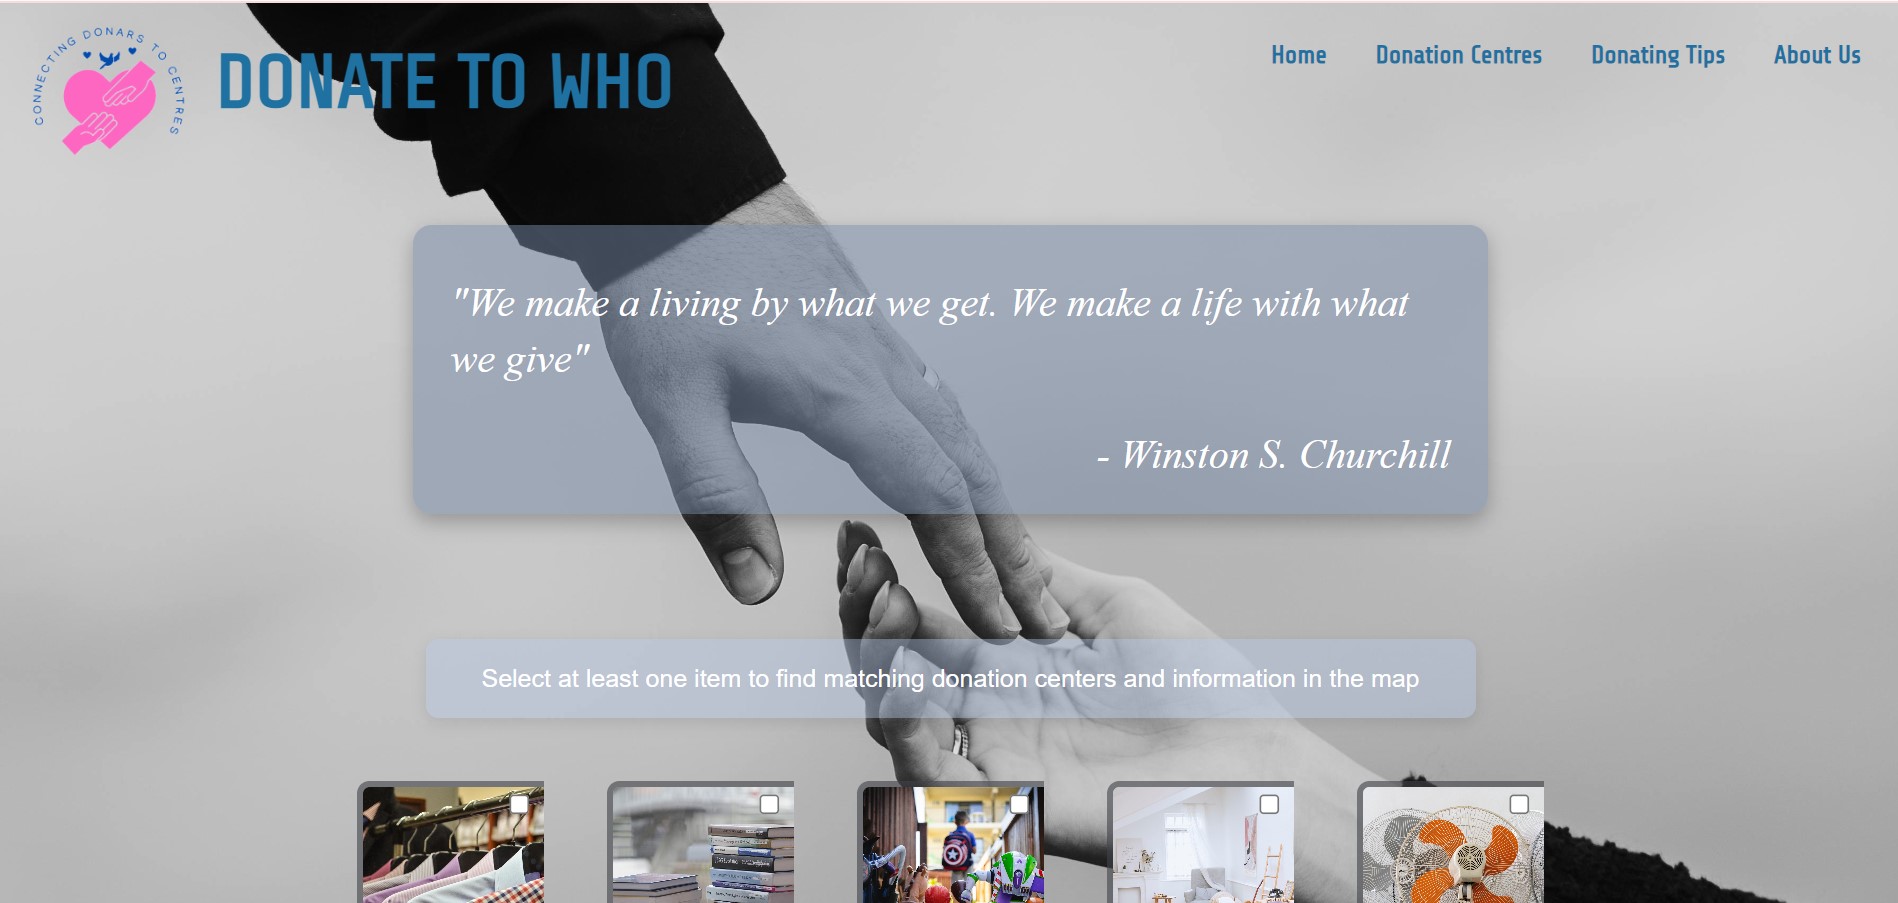 CONNECTING DONARS TO CENTRES
DONATE TO WHO
Home
Donation Centres
Donating Tips
About Us
"We make a living by what we get. We make a life with what
we give"
- Winston S. Churchill
Select at least one item to find matching donation centers and information in the map